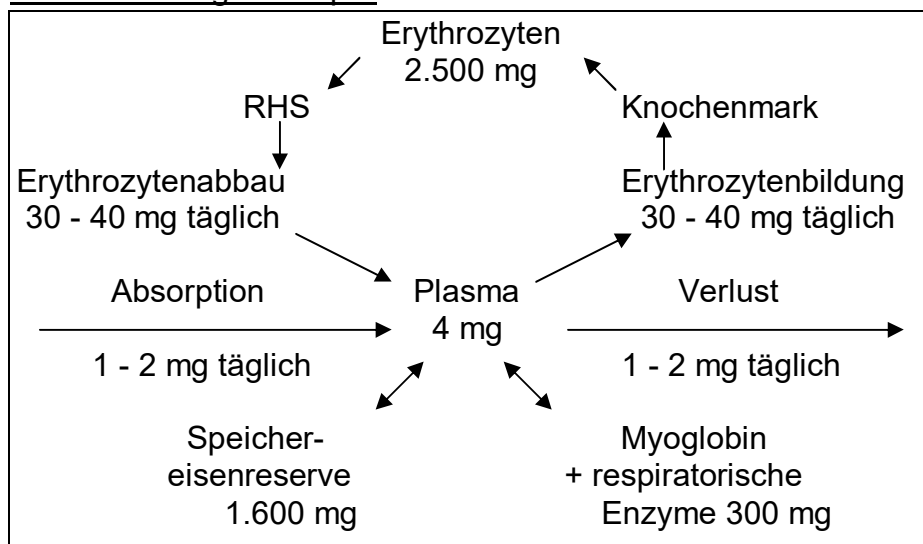 Erythrozyten
2.500 mg
RHS
Knochenmark
Erythrozytenabbau
30 - 40 mg täglich
Erythrozytenbildung
30 - 40 mg täglich
Absorption
1 - 2 mg täglich
Plasma
4 mg
Verlust
1 - 2 mg täglich
Speicher-
eisenreserve
1.600 mg
Myoglobin
+ respiratorische
Enzyme 300 mg